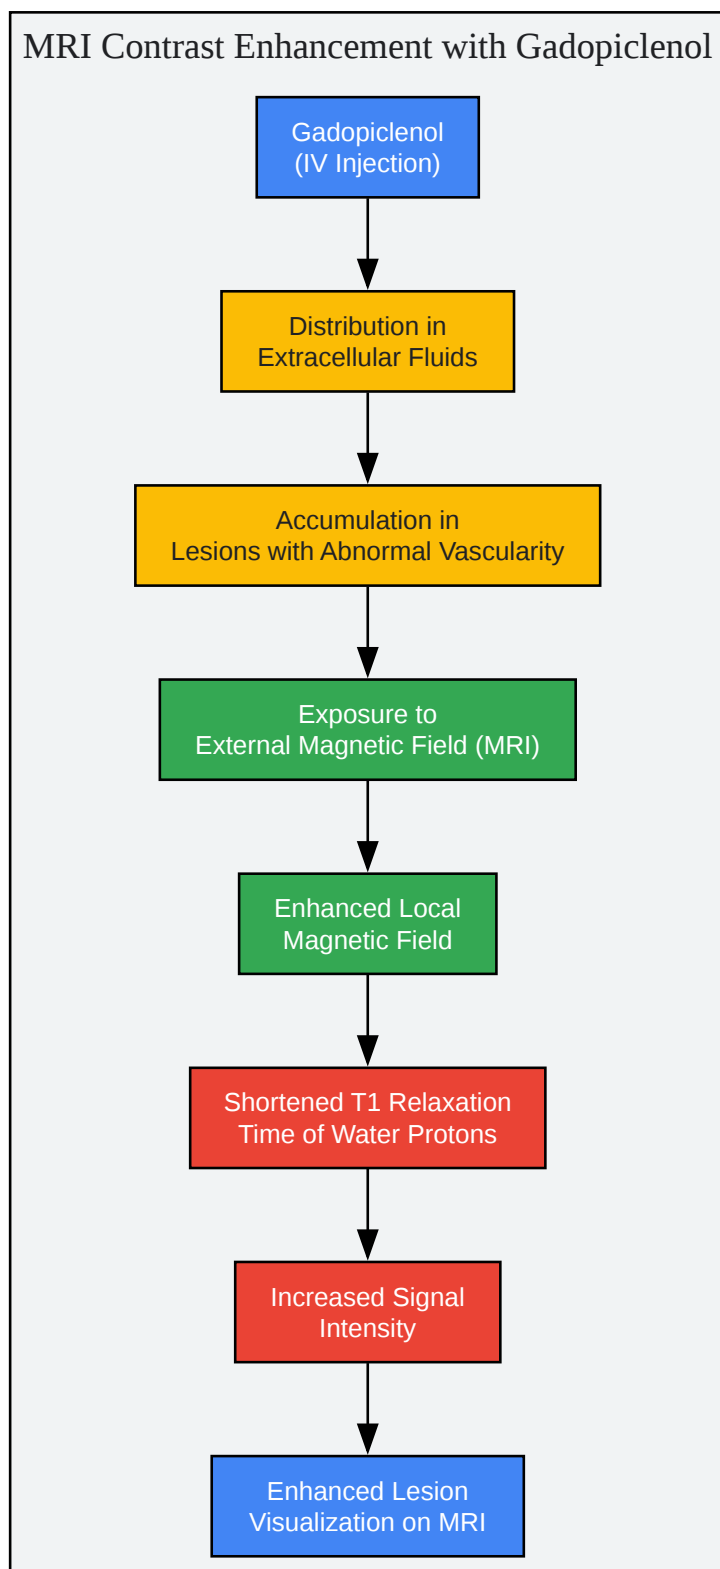 MRI Contrast Enhancement with Gadopiclenol
Gadopiclenol
(IV Injection)
Distribution in
Extracellular Fluids
Accumulation in
Lesions with Abnormal Vascularity
Exposure to
External Magnetic Field (MRI)
Enhanced Local
Magnetic Field
Shortened T1 Relaxation
Time of Water Protons
Increased Signal
Intensity
Enhanced Lesion
Visualization on MRI